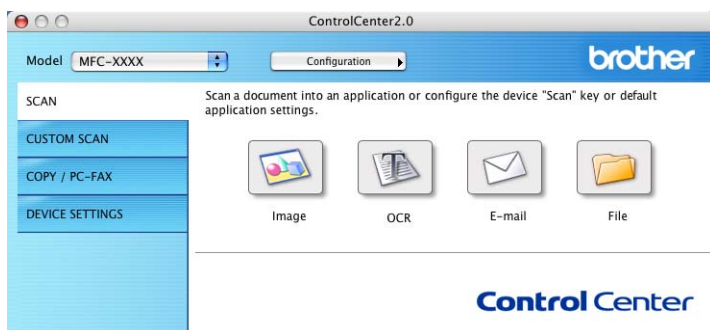 ControlCenter2.0
Model MFC-XXXX Configuration brother
SCAN
CUSTOM SCAN
COPY / PC-FAX
DEVICE SETTINGS
Scan a document into an application or configure the device "Scan" key or default
application settings.
Image OCR E-mail File
Control Center